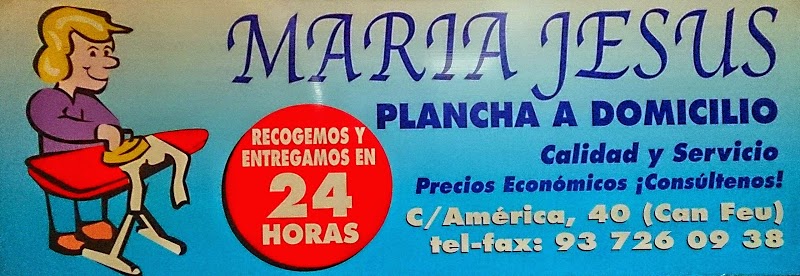 MARIA JESUS
PLANCHA A DOMICILIO
RECOGEMOS Y
ENTREGAMOS EN
24
HORAS
Calidad y Servicio
Precios Económicos ¡Consúltenos!
C/América, 40 (Can Feu)
tel-fax: 93 726 09 38